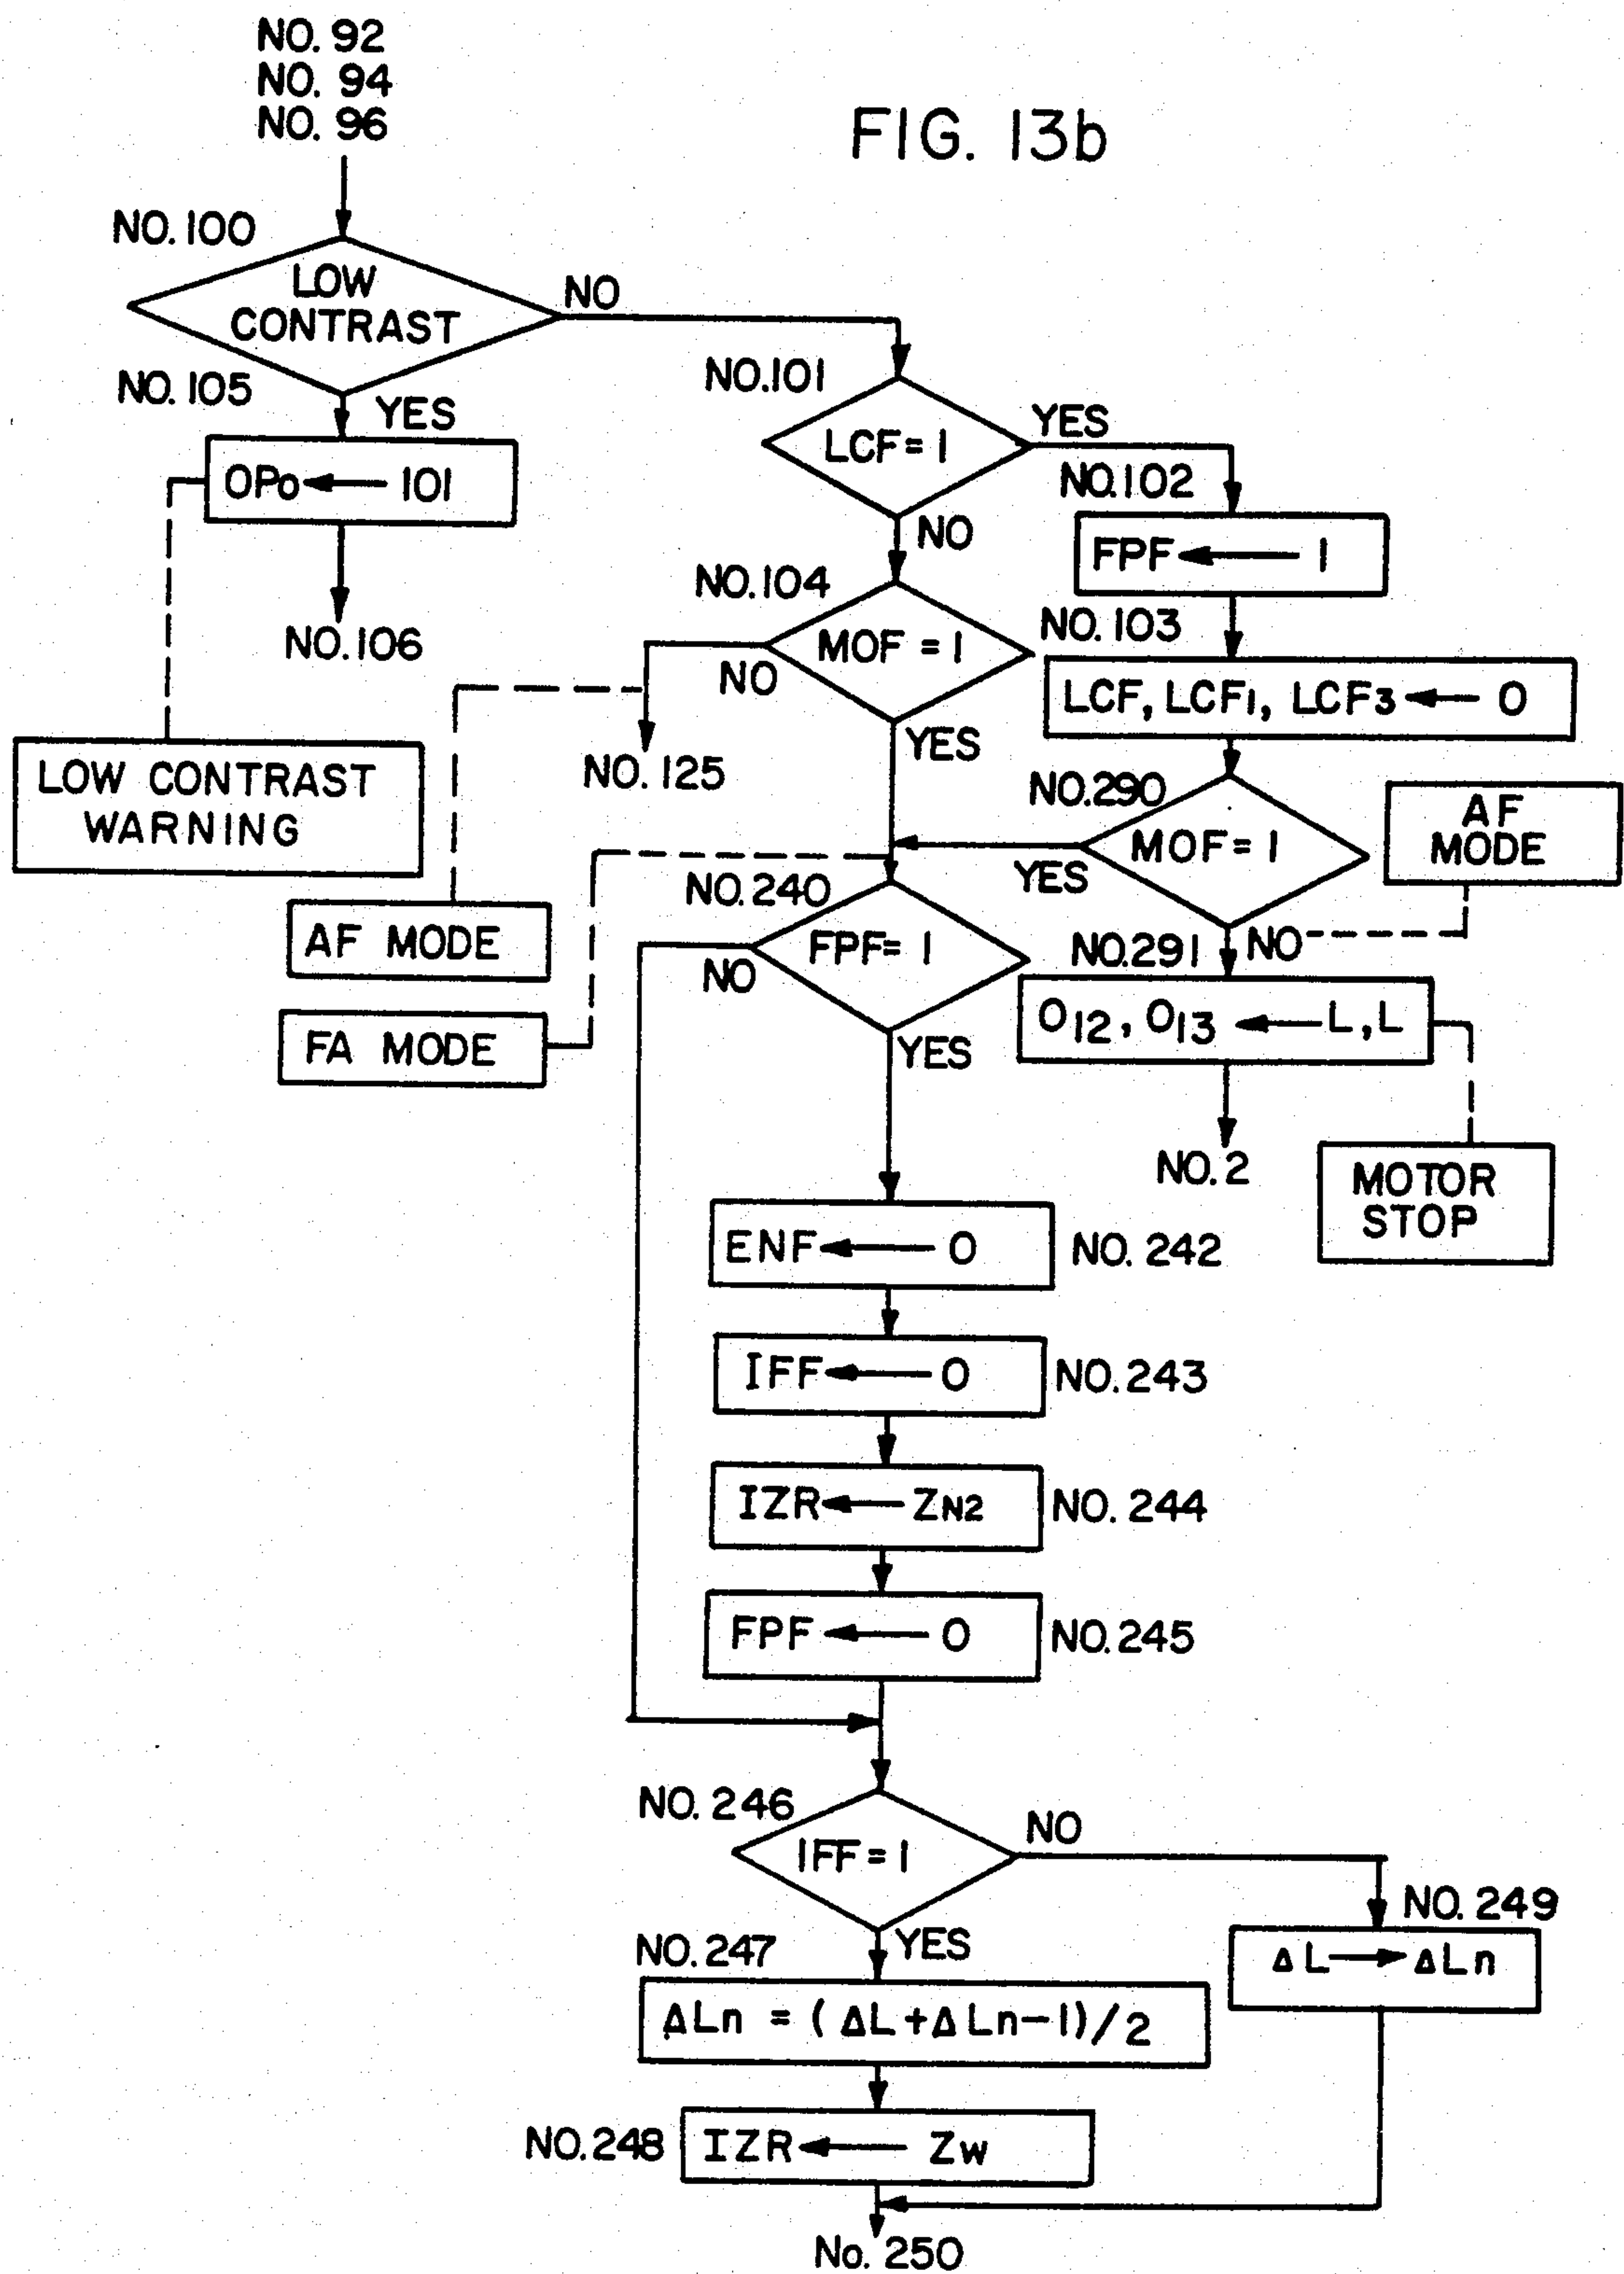 NO. 92
NO. 94
NO. 96
FIG. 13b
NO. 100
LOW
CONTRAST
NO
NO. 105
YES
NO.101
LCF= 1
YES
OPo ← 101
NO.102
NO
FPF ← 1
NO.104
NO. 103
NO. 106
MOF = 1
NO
LCF, LCF1, LCF3 ← 0
YES
LOW CONTRAST
WARNING
NO. 125
NO.290
MOF= 1
AF
MODE
YES
NO. 240
AF MODE
FPF= 1
NO
NO.291
NO
FA MODE
O12, O13 ← L,L
YES
NO. 2
MOTOR
STOP
ENF ← 0
NO. 242
IFF ← 0
NO.243
IZR ← ZN2
NO. 244
FPF ← 0
NO.245
NO. 246
IFF = 1
NO
NO. 249
NO.247
YES
ΔL → ΔLn
ΔLn = (ΔL+ΔLn-1)/2
NO.248
IZR ← Zw
No. 250